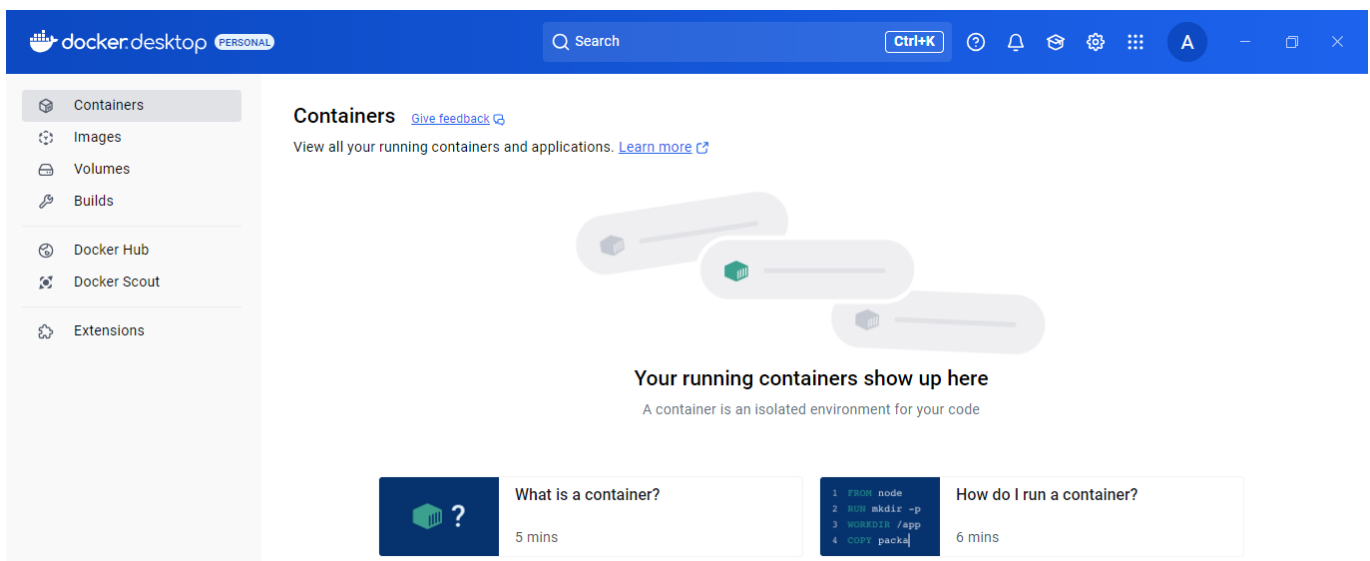 docker.desktop PERSONAL
Search
Ctrl+K
A
Containers
Images
Volumes
Builds
Docker Hub
Docker Scout
Extensions
Containers Give feedback
View all your running containers and applications. Learn more
Your running containers show up here
A container is an isolated environment for your code
?
What is a container?
5 mins
1 FROM node
2 RUN mkdir -p
3 WORKDIR /app
4 COPY packa
How do I run a container?
6 mins